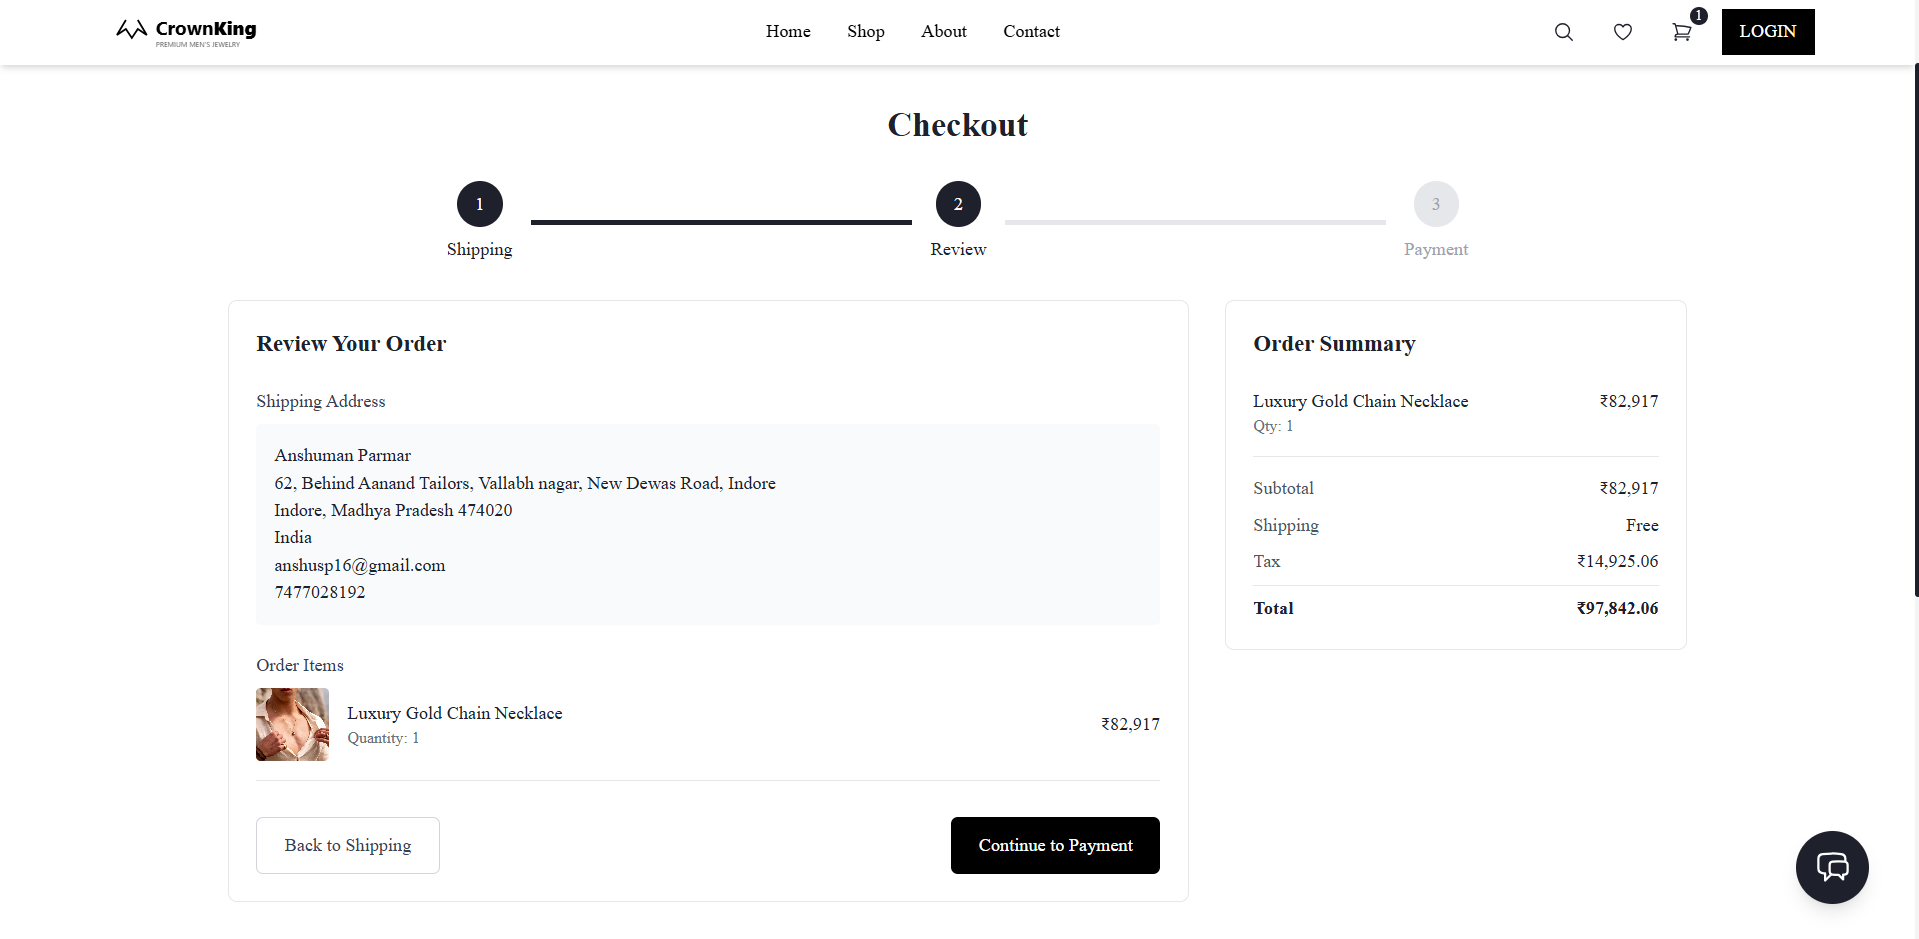 CrownKing
PREMIUM MEN'S JEWELRY
Home
Shop
About
Contact
1
LOGIN
Checkout
1
2
3
Shipping
Review
Payment
Review Your Order
Shipping Address
Anshuman Parmar
62, Behind Aanand Tailors, Vallabh nagar, New Dewas Road, Indore
Indore, Madhya Pradesh 474020
India
anshusp16@gmail.com
7477028192
Order Items
Luxury Gold Chain Necklace
Quantity: 1
₹82,917
Back to Shipping
Continue to Payment
Order Summary
Luxury Gold Chain Necklace
₹82,917
Qty: 1
Subtotal
₹82,917
Shipping
Free
Tax
₹14,925.06
Total
₹97,842.06